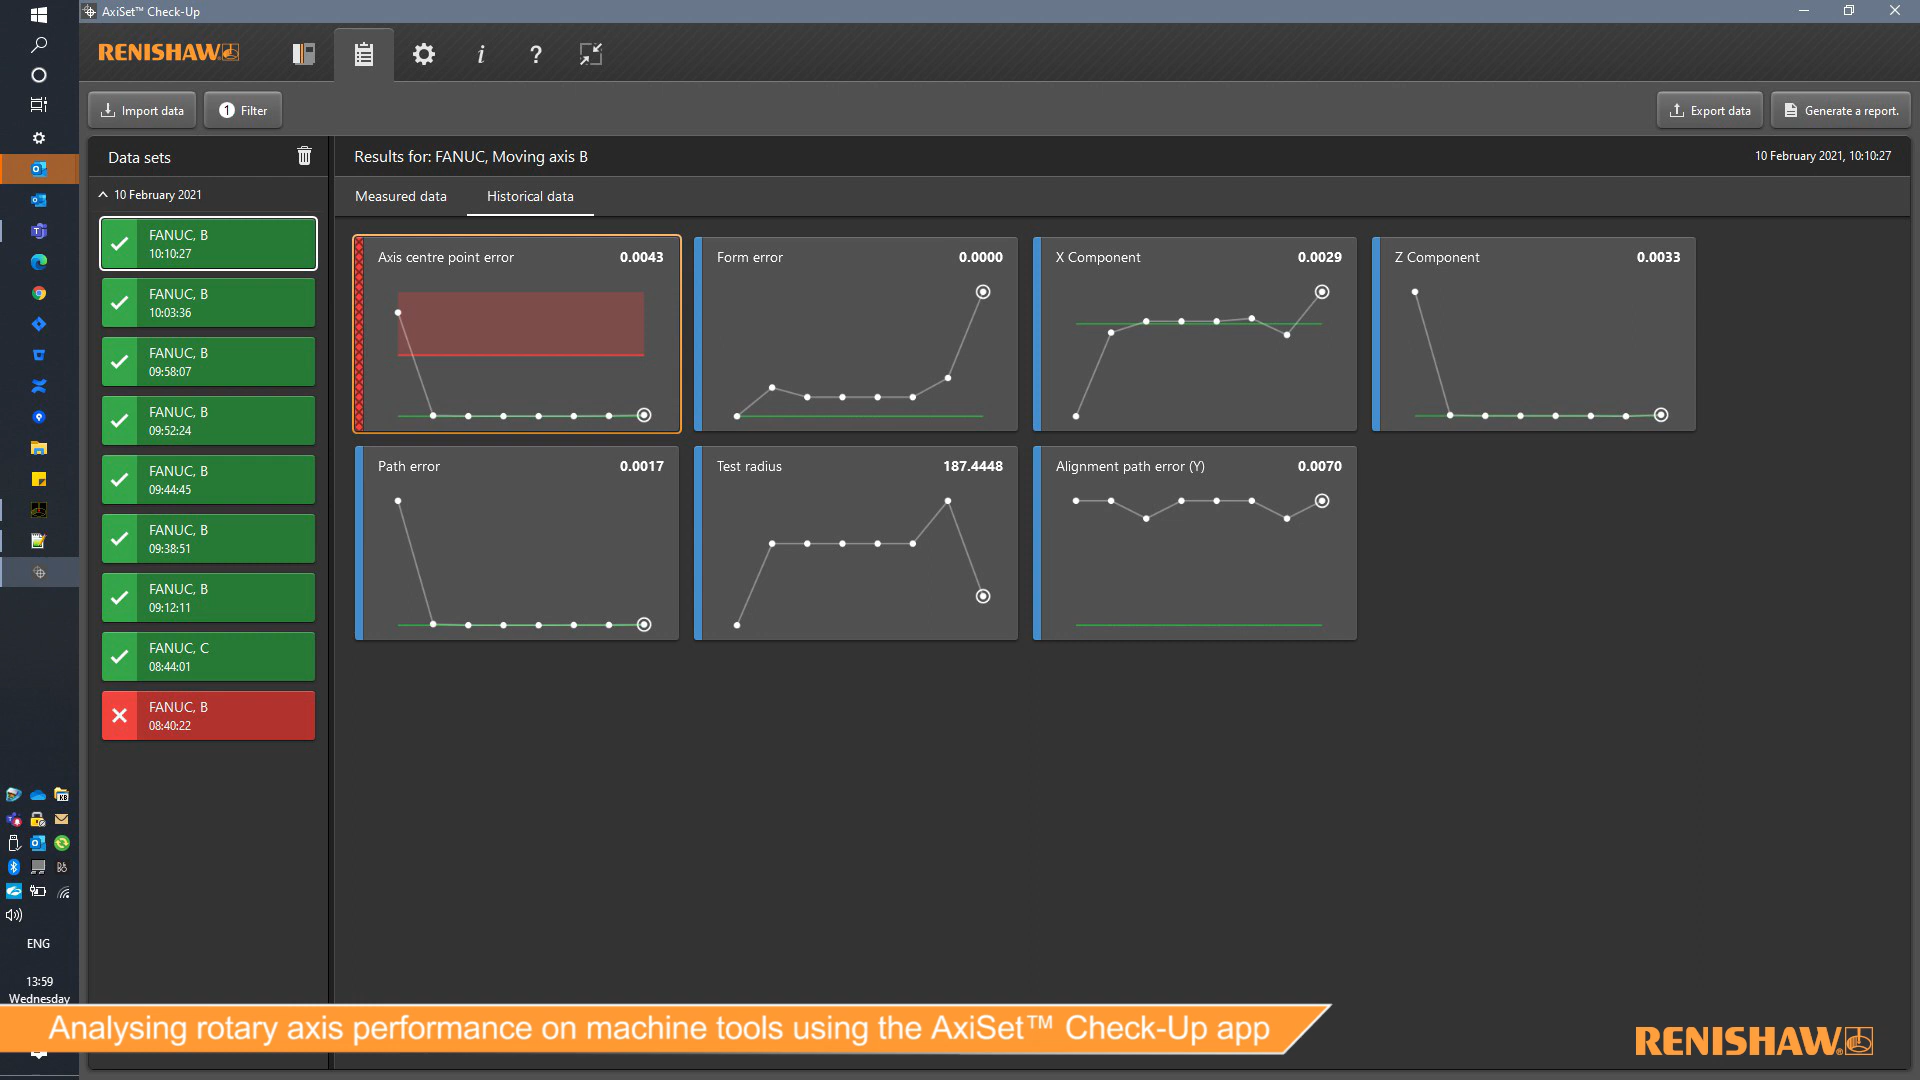 AxiSet™ Check-Up
RENISHAW
Import data
1 Filter
Export data
Generate a report.
Data sets
Results for: FANUC, Moving axis B
10 February 2021, 10:10:27
10 February 2021
Measured data
Historical data
FANUC, B
10:10:27
FANUC, B
10:03:36
FANUC, B
09:58:07
FANUC, B
09:52:24
FANUC, B
09:44:45
FANUC, B
09:38:51
FANUC, B
09:12:11
FANUC, C
08:44:01
FANUC, B
08:40:22
Axis centre point error 0.0043
Form error 0.0000
X Component 0.0029
Z Component 0.0033
Path error 0.0017
Test radius 187.4448
Alignment path error (Y) 0.0070
ENG
13:59
Wednesday
Analysing rotary axis performance on machine tools using the AxiSet™ Check-Up app
RENISHAW